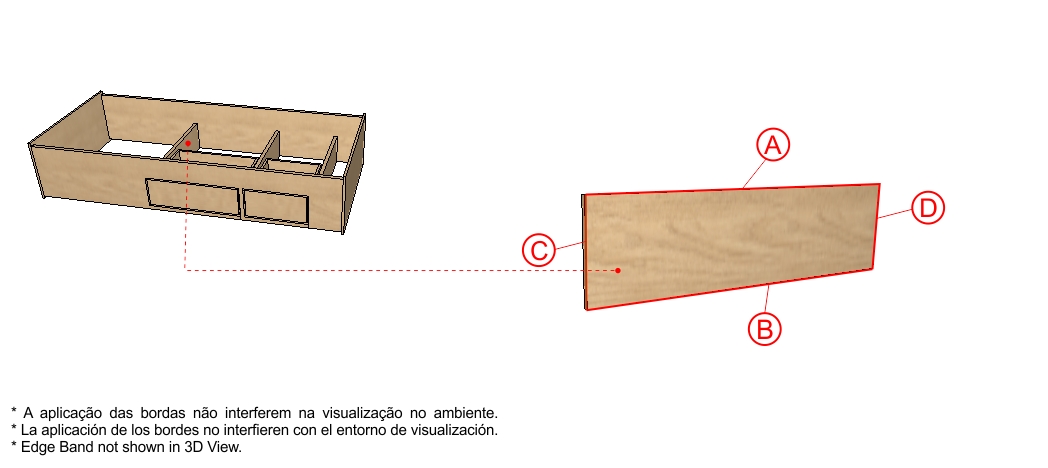 A
D
C
B
* A aplicação das bordas não interferem na visualização no ambiente.
* La aplicación de los bordes no interfieren con el entorno de visualización.
* Edge Band not shown in 3D View.